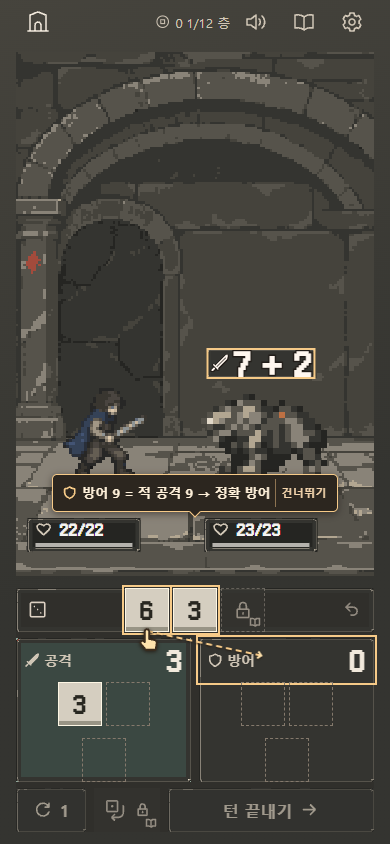 0 1/12 층
7 + 2
방어 9 = 적 공격 9 → 정확 방어 건너뛰기
22/22
23/23
6 3
공격 3
방어 0
3
1
턴 끝내기 →